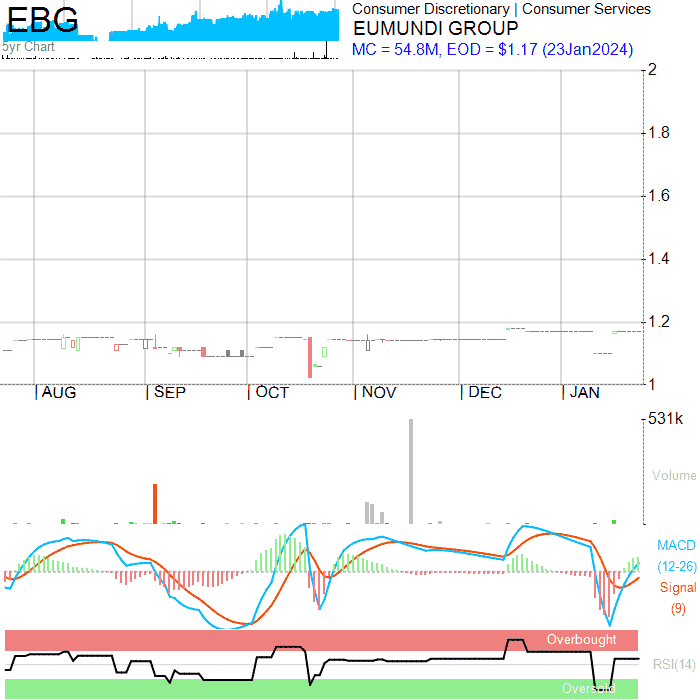 EBG
Consumer Discretionary | Consumer Services
EUMUNDI GROUP
5yr Chart
MC = 54.8M, EOD = $1.17 (23Jan2024)
2
1.8
1.6
1.4
1.2
1
AUG SEP OCT NOV DEC JAN
531k
Volume
MACD
(12-26)
Signal
(9)
Overbought
RSI(14)
Oversold